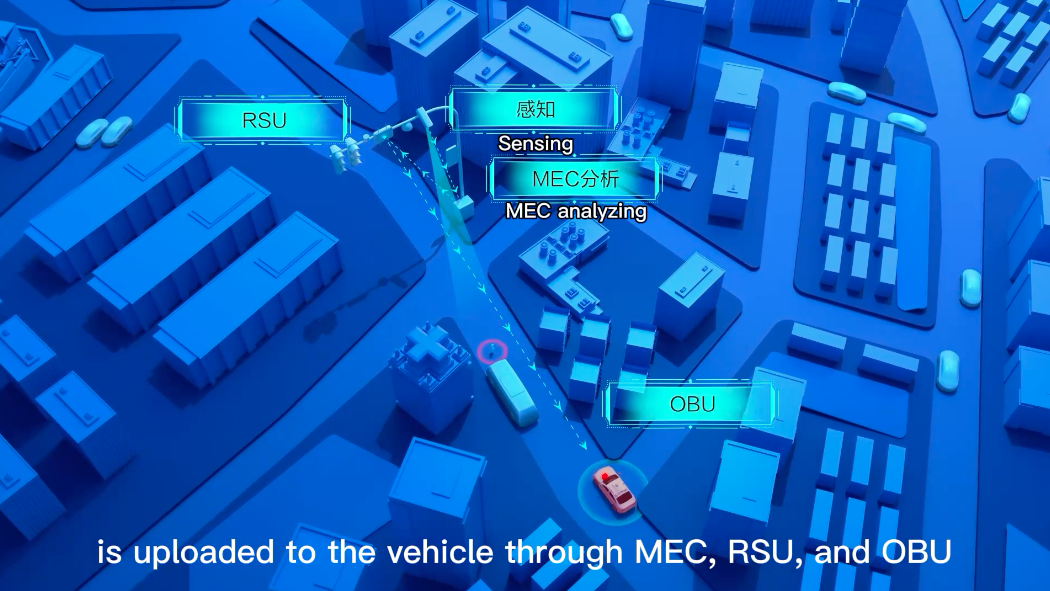 RSU
感知
Sensing
MEC分析
MEC analyzing
OBU
is uploaded to the vehicle through MEC, RSU, and OBU